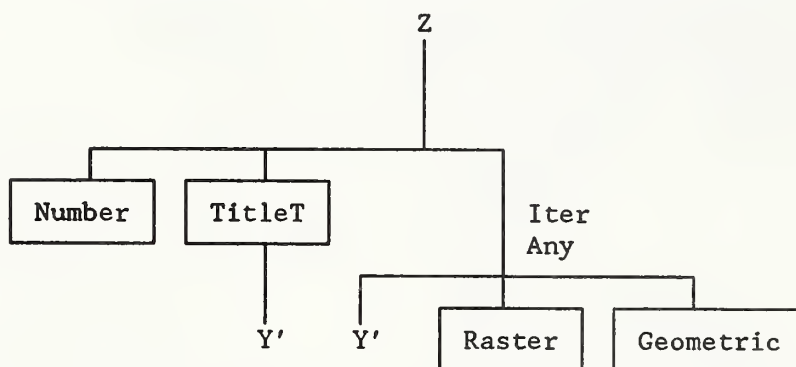 Z
Number
TitleT
Iter
Any
Y'
Y'
Raster
Geometric